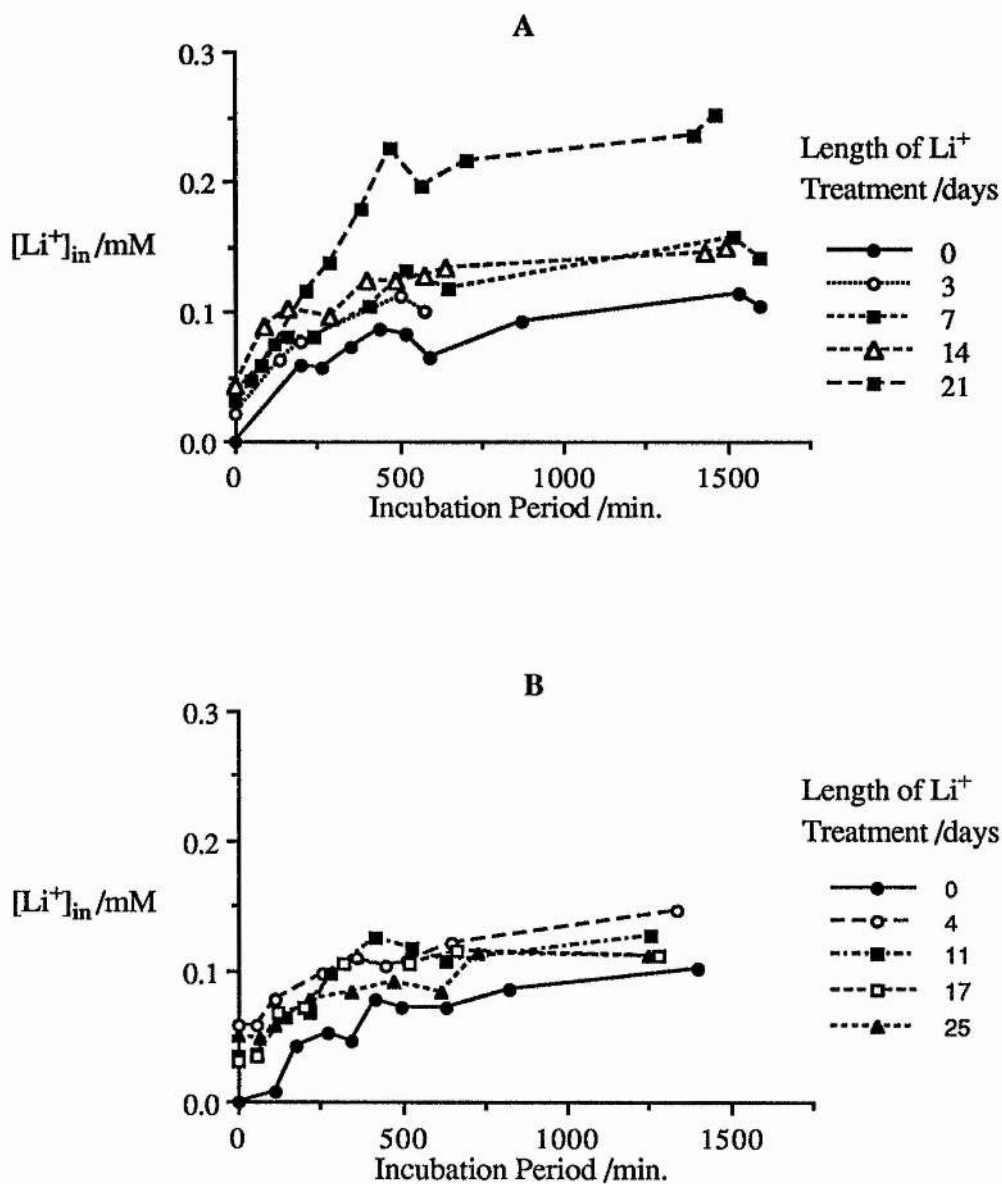 A
0.3
0.2
0.1
0.0
[Li+]in /mM
0
500
1000
1500
Incubation Period /min.
Length of Li+
Treatment /days
0
3
7
14
21
B
0.3
0.2
0.1
0.0
[Li+]in /mM
0
500
1000
1500
Incubation Period /min.
Length of Li+
Treatment /days
0
4
11
17
25